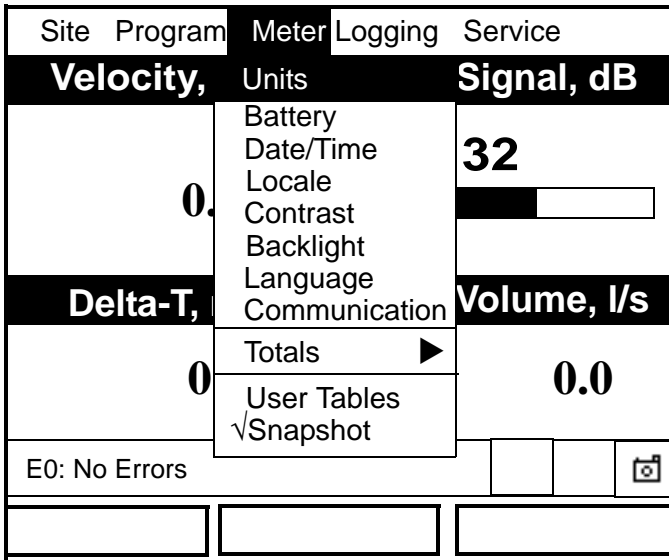 Site Program Meter Logging Service
Velocity, Units Signal, dB
Battery
Date/Time
32
Locale
0.
Contrast
Backlight
Language
Delta-T, Communication Volume, l/s
Totals ▶
0 0.0
User Tables
√Snapshot
E0: No Errors